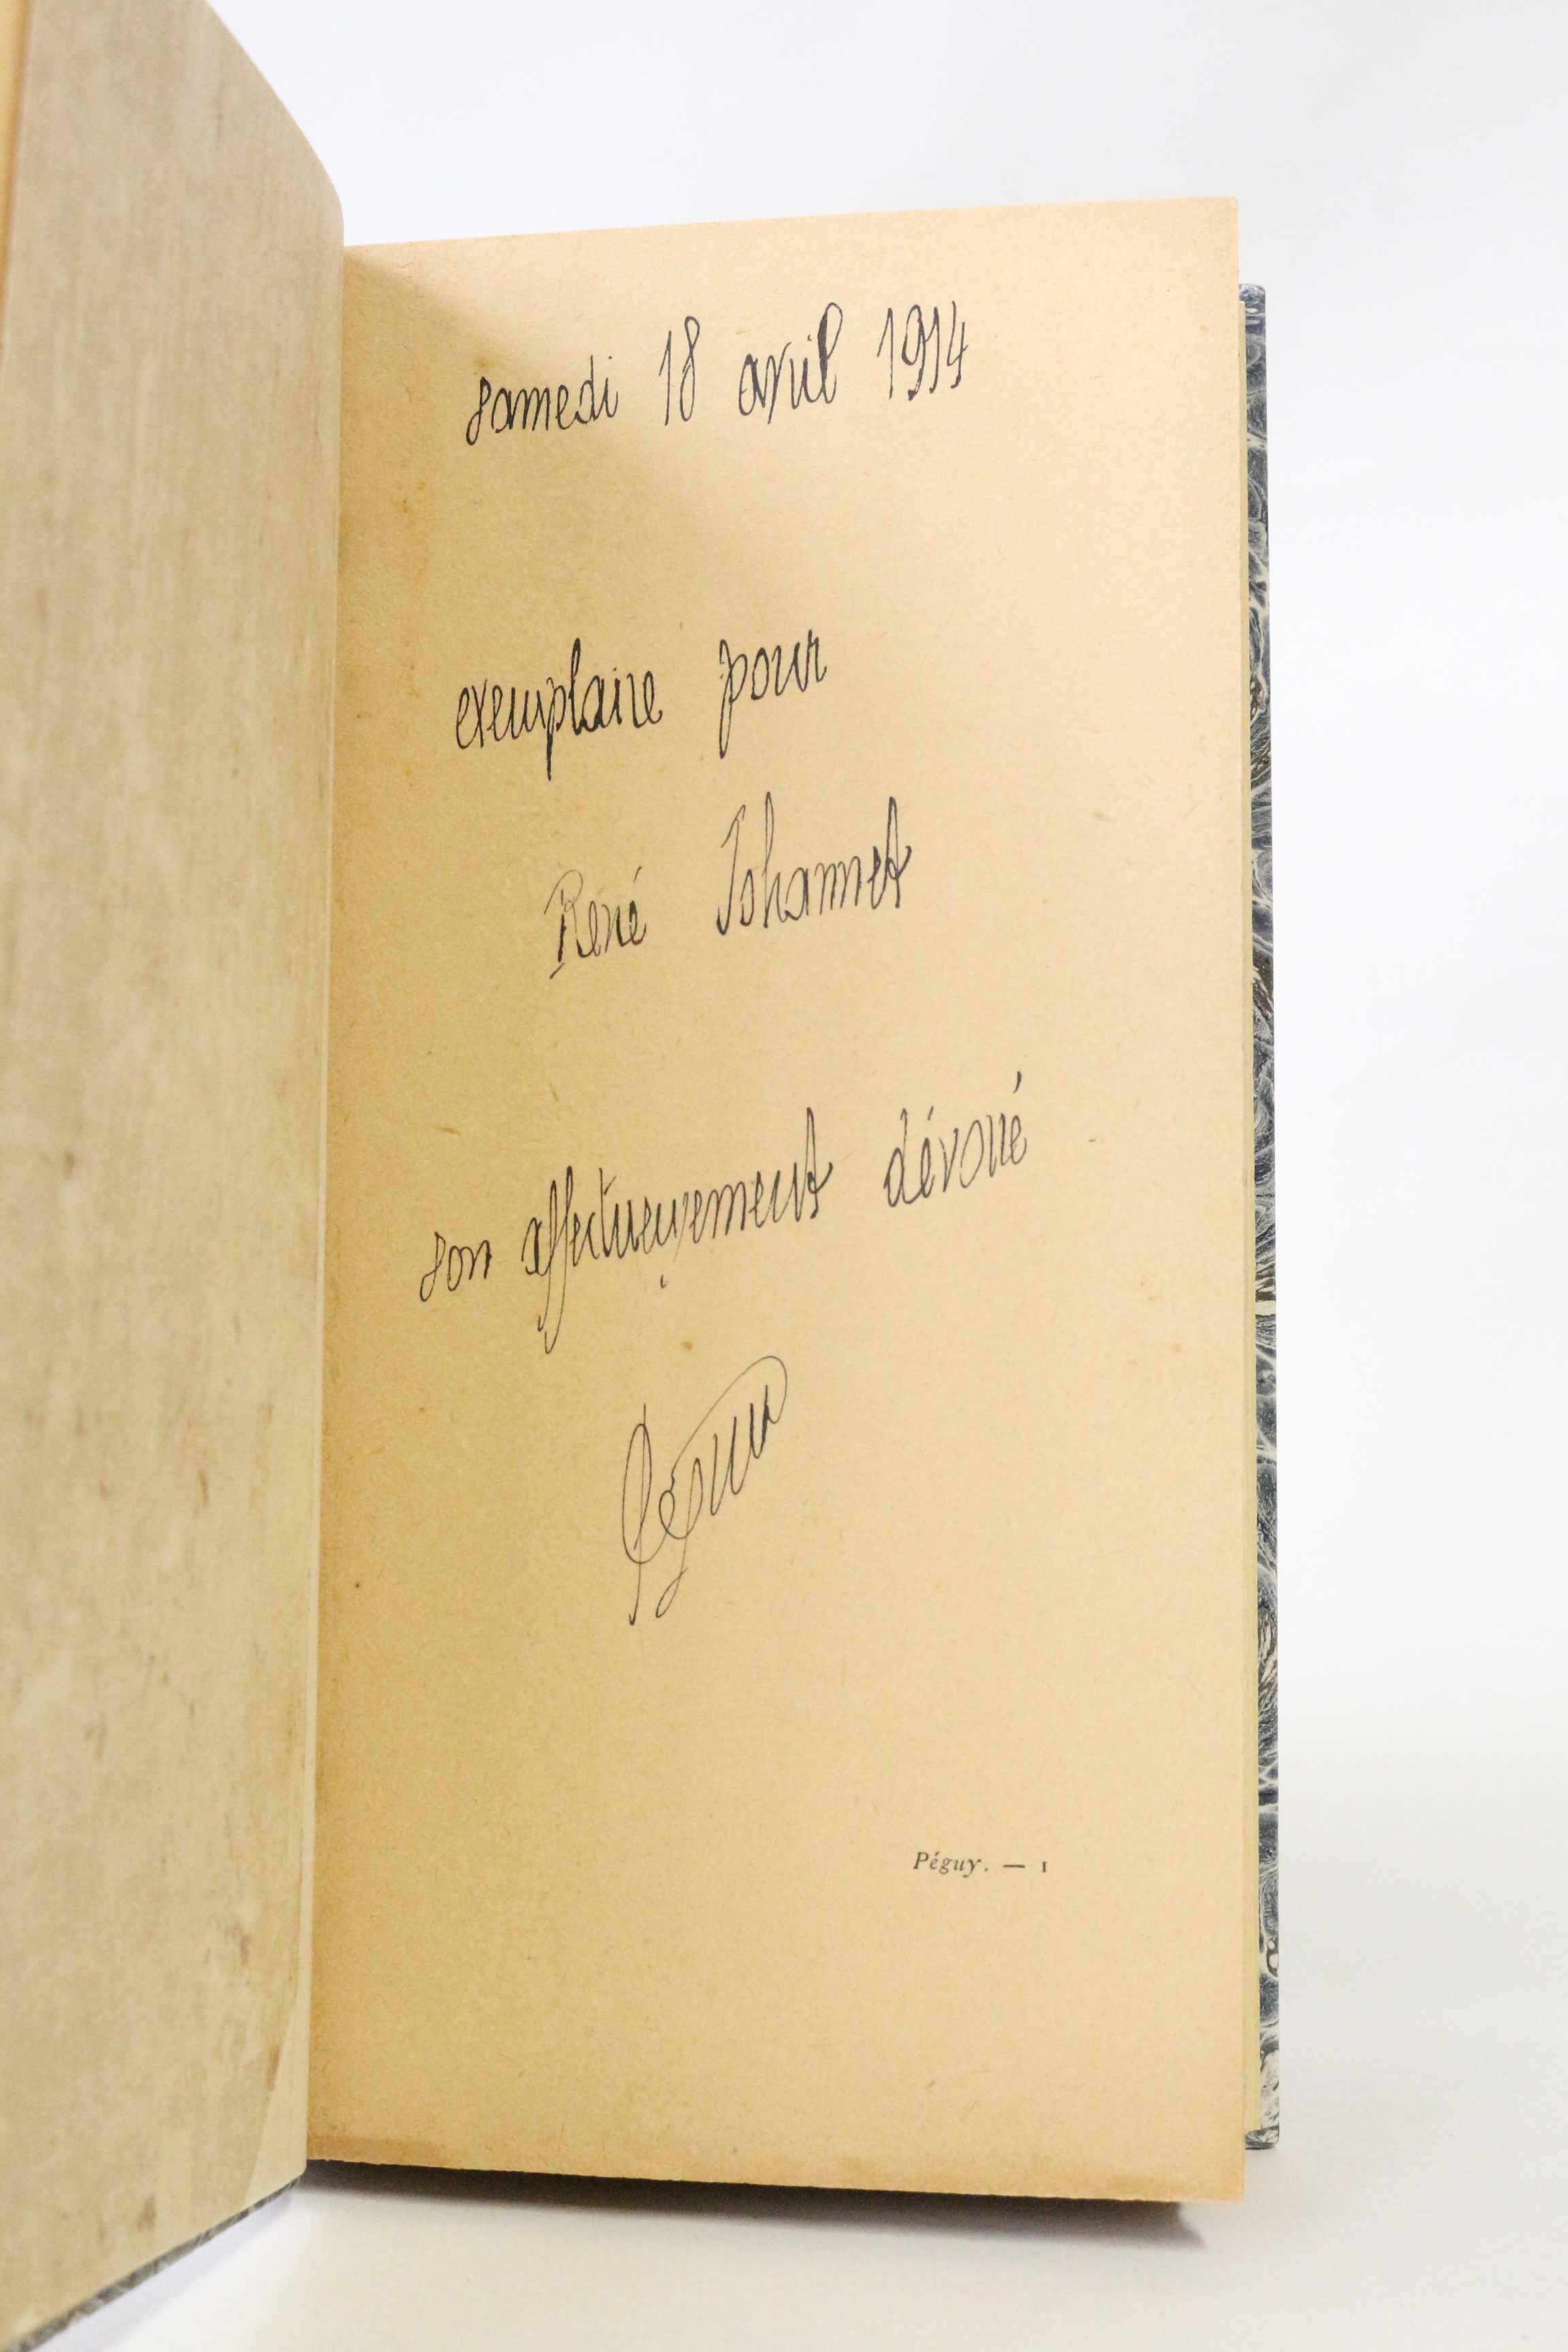 samedi 18 avril 1914
exemplaire pour
René Johannet
son affectueusement dévoué
Péguy
Péguy. — 1